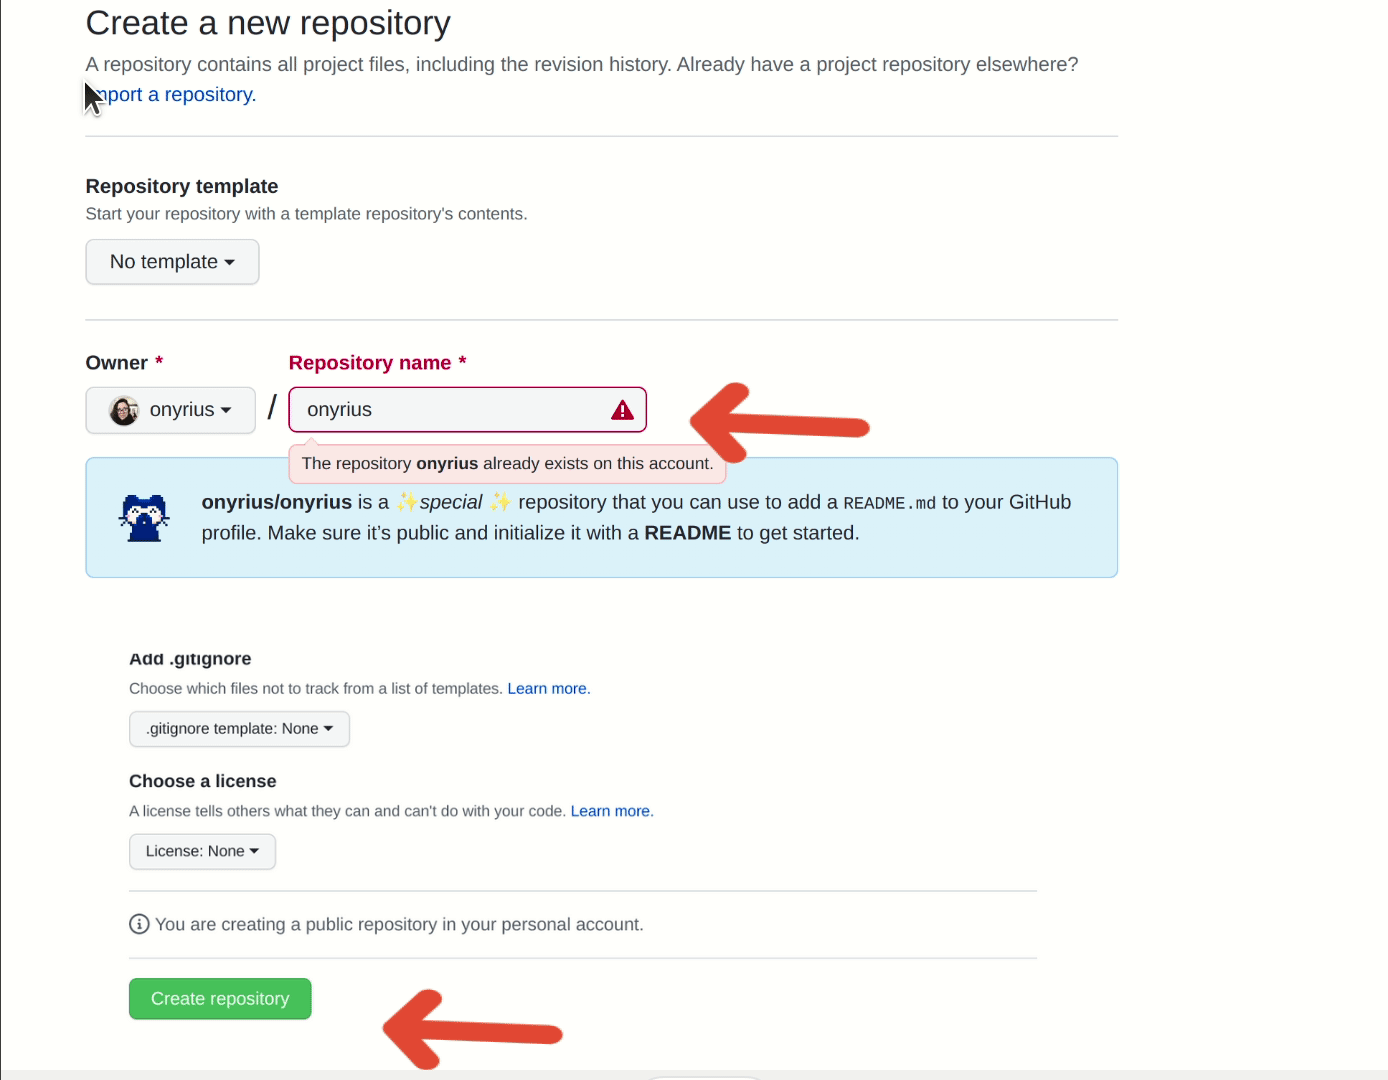 Create a new repository
A repository contains all project files, including the revision history. Already have a project repository elsewhere?
mport a repository.
Repository template
Start your repository with a template repository's contents.
No template
Owner *
Repository name *
onyrius / onyrius
The repository onyrius already exists on this account.
onyrius/onyrius is a ✨special ✨ repository that you can use to add a README.md to your GitHub
profile. Make sure it’s public and initialize it with a README to get started.
Add .gitignore
Choose which files not to track from a list of templates. Learn more.
.gitignore template: None
Choose a license
A license tells others what they can and can't do with your code. Learn more.
License: None
You are creating a public repository in your personal account.
Create repository